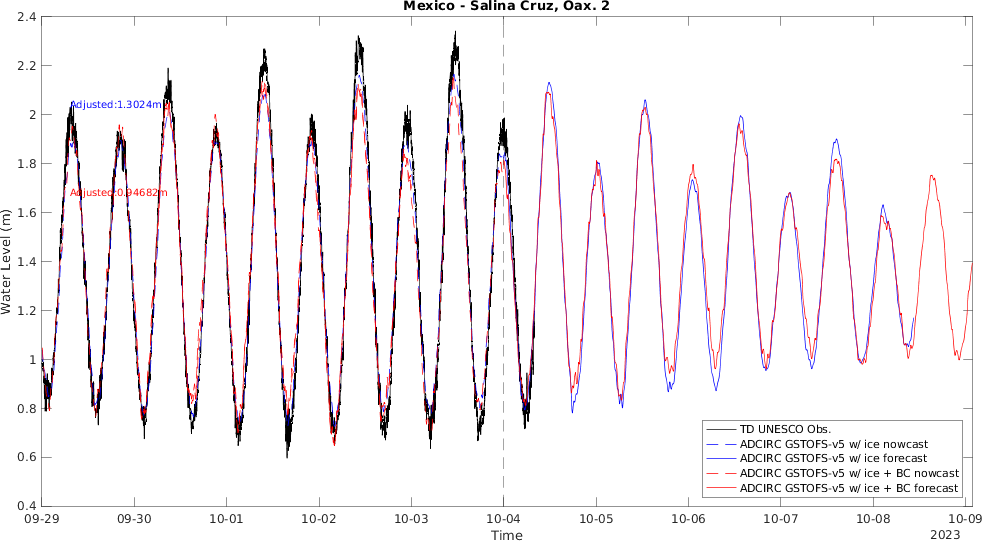 Mexico - Salina Cruz, Oax. 2
2.4
2.2
2
1.8
1.6
1.4
1.2
1
0.8
0.6
0.4
Water Level (m)
Adjusted:1.3024m
Adjusted:0.94682m
TD UNESCO Obs.
ADCIRC GSTOFS-v5 w/ ice nowcast
ADCIRC GSTOFS-v5 w/ ice forecast
ADCIRC GSTOFS-v5 w/ ice + BC nowcast
ADCIRC GSTOFS-v5 w/ ice + BC forecast
09-29 09-30 10-01 10-02 10-03 10-04 10-05 10-06 10-07 10-08 10-09
Time
2023